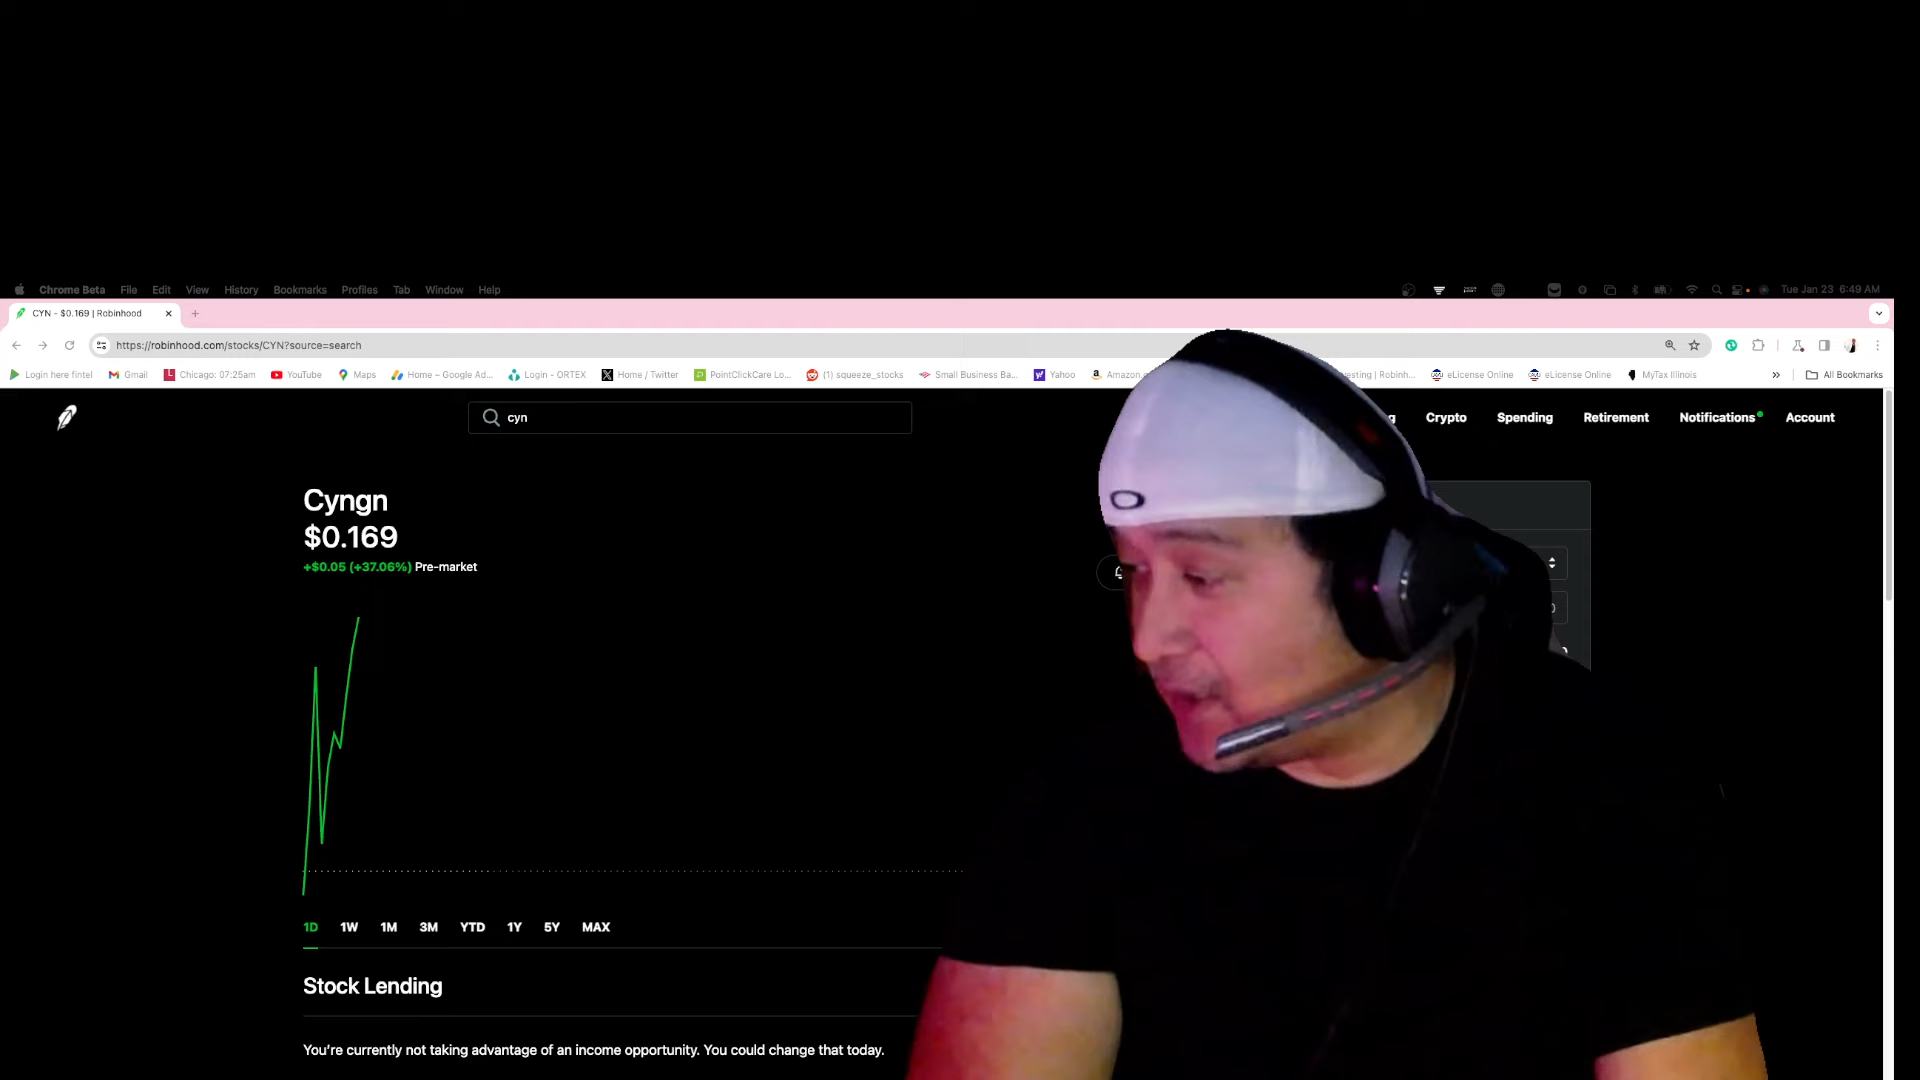 Chrome Beta File Edit View History Bookmarks Profiles Tab Window Help Tue Jan 23 6:49 AM
CYN - $0.169 | Robinhood
https://robinhood.com/stocks/CYN?source=search
Login here fintel Gmail Chicago: 07:25am YouTube Maps Home – Google Ad... Login - ORTEX Home / Twitter PointClickCare Lo... (1) squeeze_stocks Small Business Ba... Yahoo Amazon. esting | Robinh... eLicense Online eLicense Online MyTax Illinois All Bookmarks
cyn Crypto Spending Retirement Notifications Account
Cyngn
$0.169
+$0.05 (+37.06%) Pre-market
1D 1W 1M 3M YTD 1Y 5Y MAX
Stock Lending
You're currently not taking advantage of an income opportunity. You could change that today.